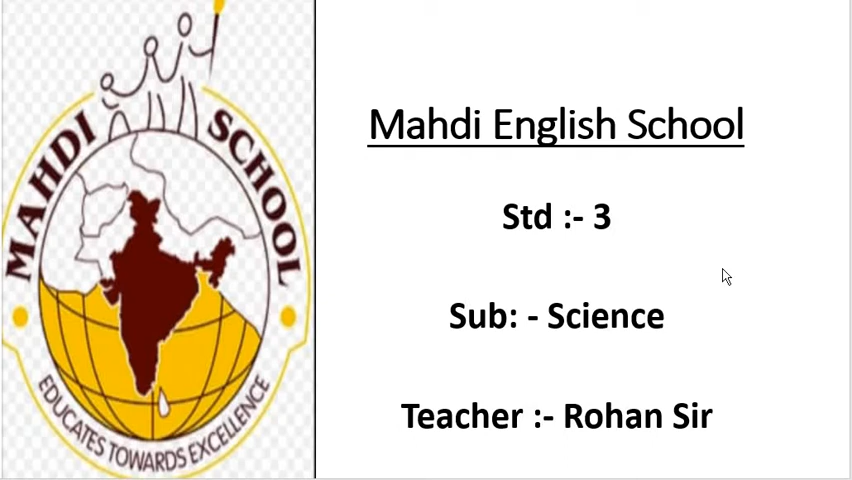 MAHDI SCHOOL
EDUCATES TOWARDS EXCELLENCE
Mahdi English School
Std :- 3
Sub: - Science
Teacher :- Rohan Sir